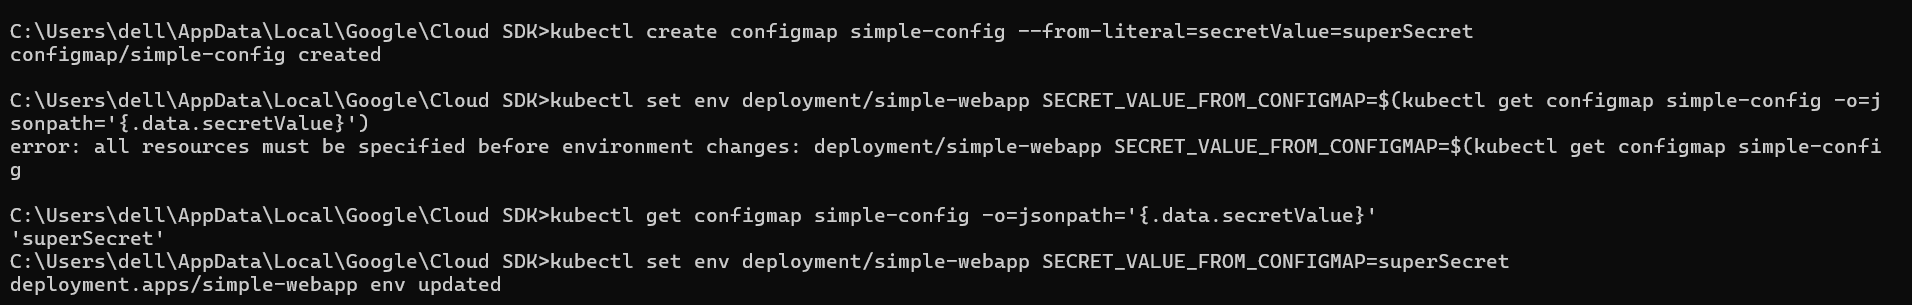 C:\Users\dell\AppData\Local\Google\Cloud SDK>kubectl create configmap simple-config --from-literal=secretValue=superSecret
configmap/simple-config created
C:\Users\dell\AppData\Local\Google\Cloud SDK>kubectl set env deployment/simple-webapp SECRET_VALUE_FROM_CONFIGMAP=$(kubectl get configmap simple-config -o=j
sonpath='{.data.secretValue}')
error: all resources must be specified before environment changes: deployment/simple-webapp SECRET_VALUE_FROM_CONFIGMAP=$(kubectl get configmap simple-confi
g
C:\Users\dell\AppData\Local\Google\Cloud SDK>kubectl get configmap simple-config -o=jsonpath='{.data.secretValue}'
'superSecret'
C:\Users\dell\AppData\Local\Google\Cloud SDK>kubectl set env deployment/simple-webapp SECRET_VALUE_FROM_CONFIGMAP=superSecret
deployment.apps/simple-webapp env updated